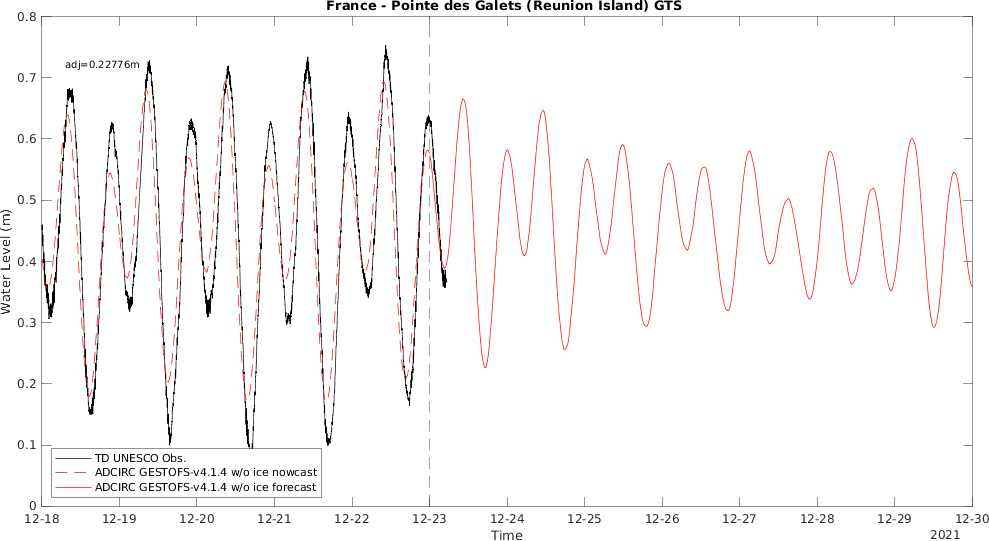 France - Pointe des Galets (Reunion Island) GTS
0.8
0.7
0.6
0.5
0.4
0.3
0.2
0.1
0
Water Level (m)
adj=0.22776m
TD UNESCO Obs.
ADCIRC GESTOFS-v4.1.4 w/o ice nowcast
ADCIRC GESTOFS-v4.1.4 w/o ice forecast
12-18 12-19 12-20 12-21 12-22 12-23 12-24 12-25 12-26 12-27 12-28 12-29 12-30
Time
2021